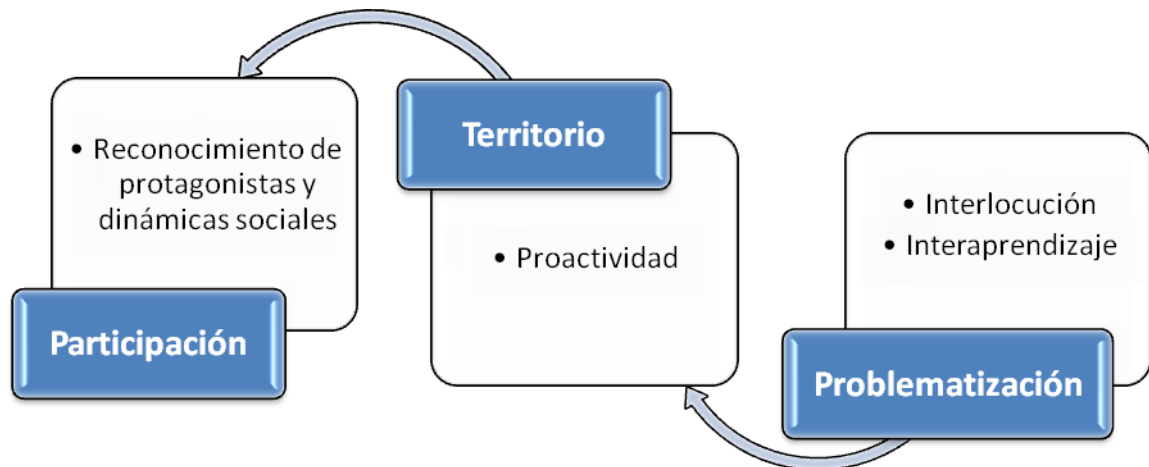 • Reconocimiento de
protagonistas y
dinámicas sociales
Participación
Territorio
• Proactividad
• Interlocución
• Interaprendizaje
Problematización